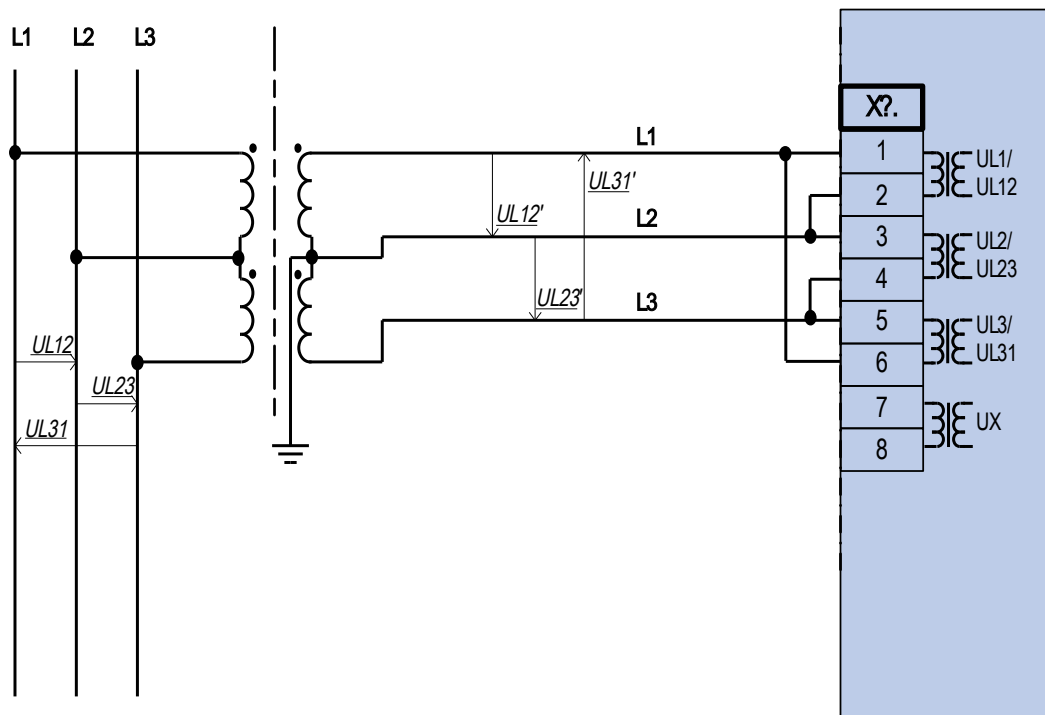 L1 L2 L3
X?.
L1
1
UL1/
UL31'
UL12
2
UL12'
L2
3
UL2/
UL23
4
UL23'
L3
5
UL3/
UL12
UL31
6
UL23
7
UX
UL31
8